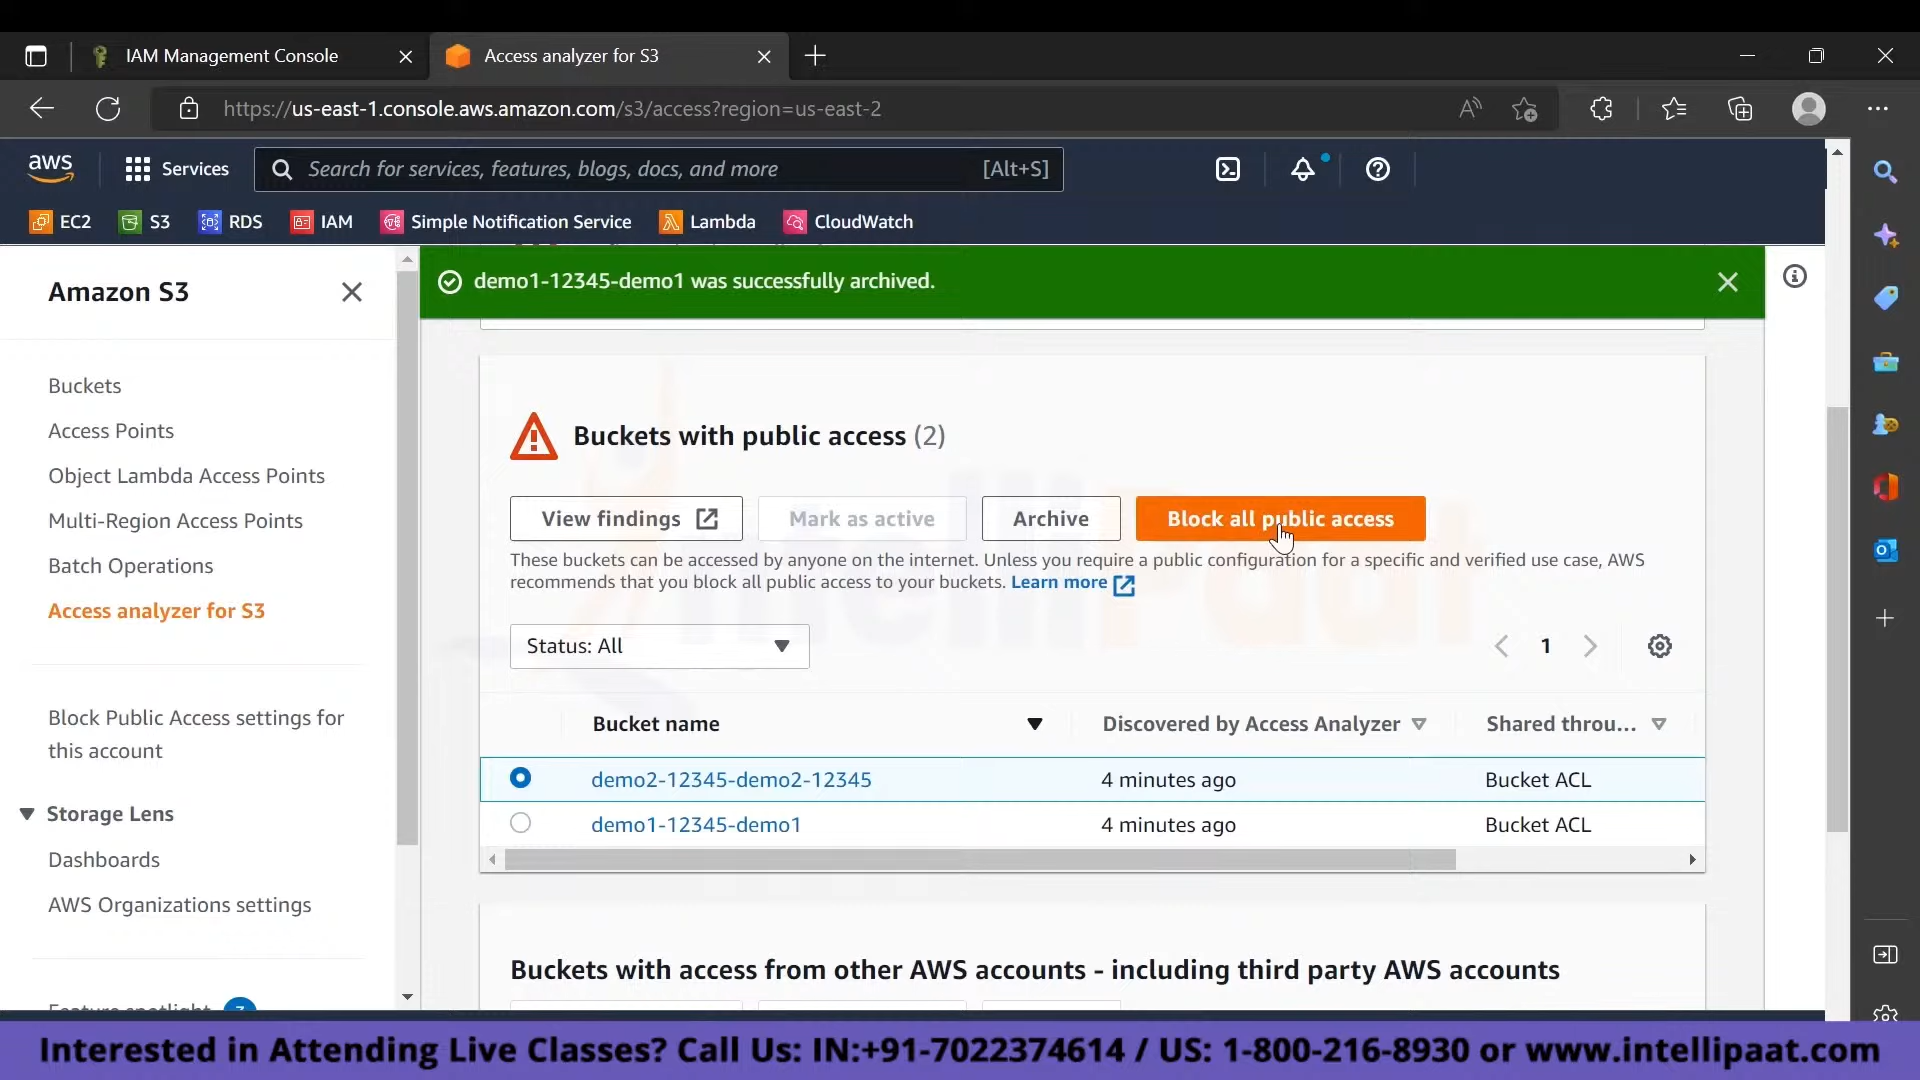 IAM Management Console
Access analyzer for S3
https://us-east-1.console.aws.amazon.com/s3/access?region=us-east-2
aws
Services
Search for services, features, blogs, docs, and more
[Alt+S]
EC2
S3
RDS
IAM
Simple Notification Service
Lambda
CloudWatch
Amazon S3
demo1-12345-demo1 was successfully archived.
Buckets
Access Points
Object Lambda Access Points
Multi-Region Access Points
Batch Operations
Access analyzer for S3
Block Public Access settings for
this account
Storage Lens
Dashboards
AWS Organizations settings
Feature spotlight
Buckets with public access (2)
View findings
Mark as active
Archive
Block all public access
These buckets can be accessed by anyone on the internet. Unless you require a public configuration for a specific and verified use case, AWS
recommends that you block all public access to your buckets. Learn more
Status: All
1
Bucket name
Discovered by Access Analyzer
Shared throu...
demo2-12345-demo2-12345
4 minutes ago
Bucket ACL
demo1-12345-demo1
4 minutes ago
Bucket ACL
Buckets with access from other AWS accounts - including third party AWS accounts
Interested in Attending Live Classes? Call Us: IN:+91-7022374614 / US: 1-800-216-8930 or www.intellipaat.com